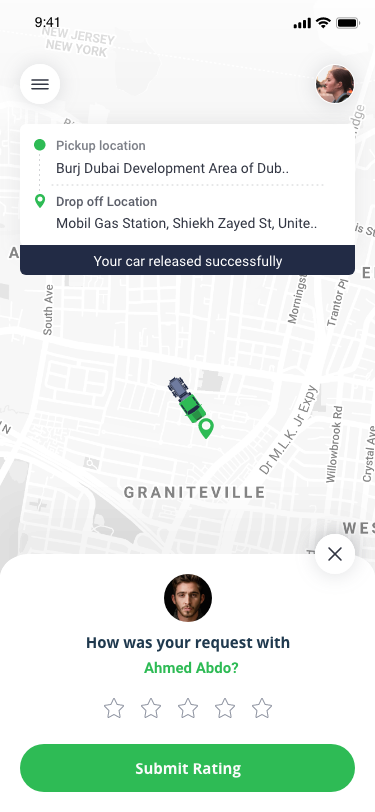 9:41
NEW JERSEY
NEW YORK
Pickup location
Burj Dubai Development Area of Dub..
Drop off Location
Mobil Gas Station, Shiekh Zayed St, Unite..
Your car released successfully
South Ave
Trantor Pl
Dr M.L.K. Jr Expy
Willowbrook Rd
Crystal Ave
GRANITEVILLE
How was your request with
Ahmed Abdo?
Submit Rating